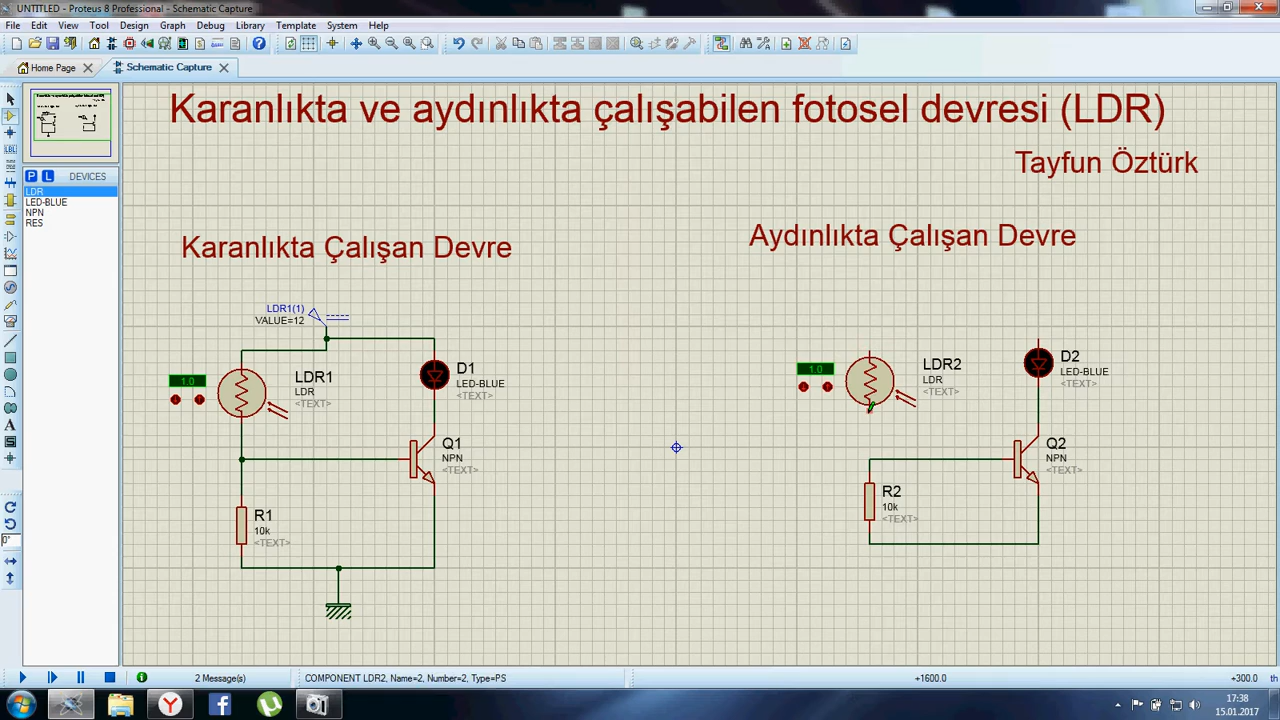 UNTITLED - Proteus 8 Professional - Schematic Capture
File Edit View Tool Design Graph Debug Library Template System Help
Home Page Schematic Capture
Karanlıkta ve aydınlıkta çalışabilen fotosel devresi (LDR)
Tayfun Öztürk
LBL
P L DEVICES
LDR
LED-BLUE
NPN
RES
Karanlıkta Çalışan Devre
Aydınlıkta Çalışan Devre
LDR1(1)
VALUE=12
1.0
LDR1
LDR
<TEXT>
D1
LED-BLUE
<TEXT>
Q1
NPN
<TEXT>
R1
10k
<TEXT>
1.0
LDR2
LDR
<TEXT>
D2
LED-BLUE
<TEXT>
Q2
NPN
<TEXT>
R2
10k
<TEXT>
A
0°
2 Message(s) COMPONENT LDR2, Name=2, Number=2, Type=PS +1600.0 +300.0 th
17:38
15.01.2017